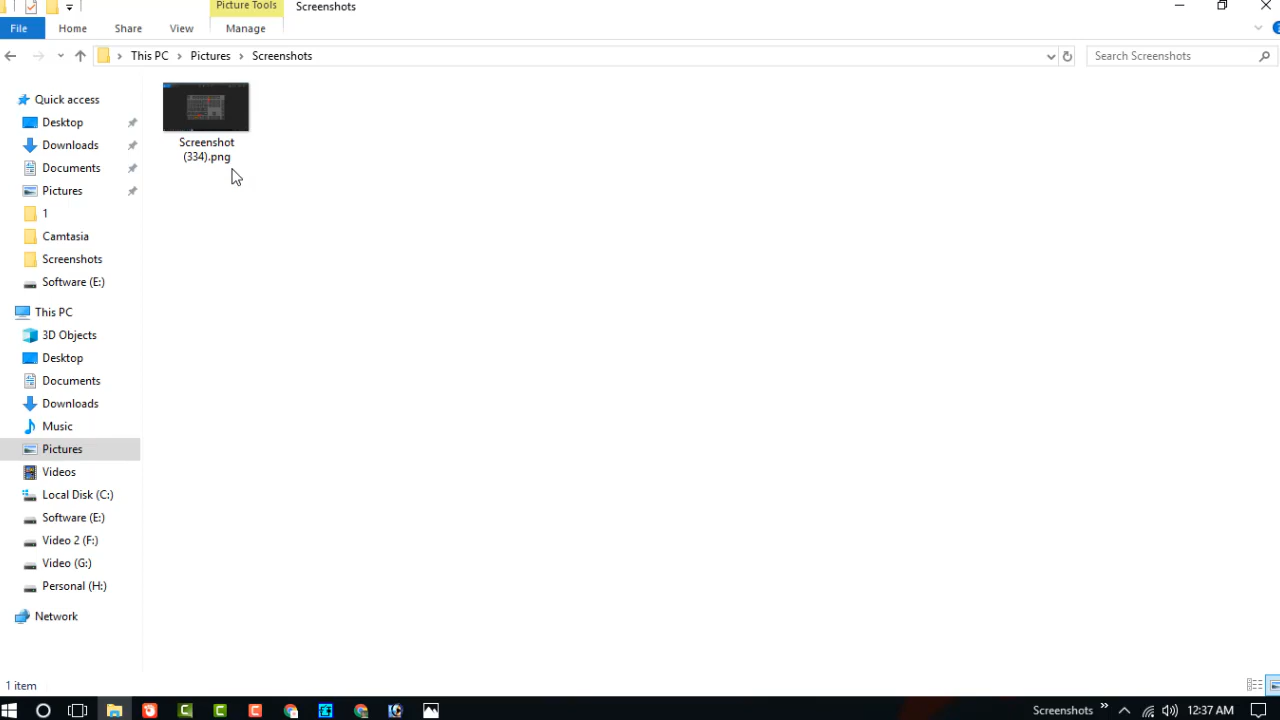 Picture Tools
Screenshots
File
Home
Share
View
Manage
This PC
Pictures
Screenshots
Search Screenshots
Quick access
Desktop
Downloads
Documents
Pictures
1
Camtasia
Screenshots
Software (E:)
This PC
3D Objects
Desktop
Documents
Downloads
Music
Pictures
Videos
Local Disk (C:)
Software (E:)
Video 2 (F:)
Video (G:)
Personal (H:)
Network
Screenshot
(334).png
1 item
Screenshots
12:37 AM